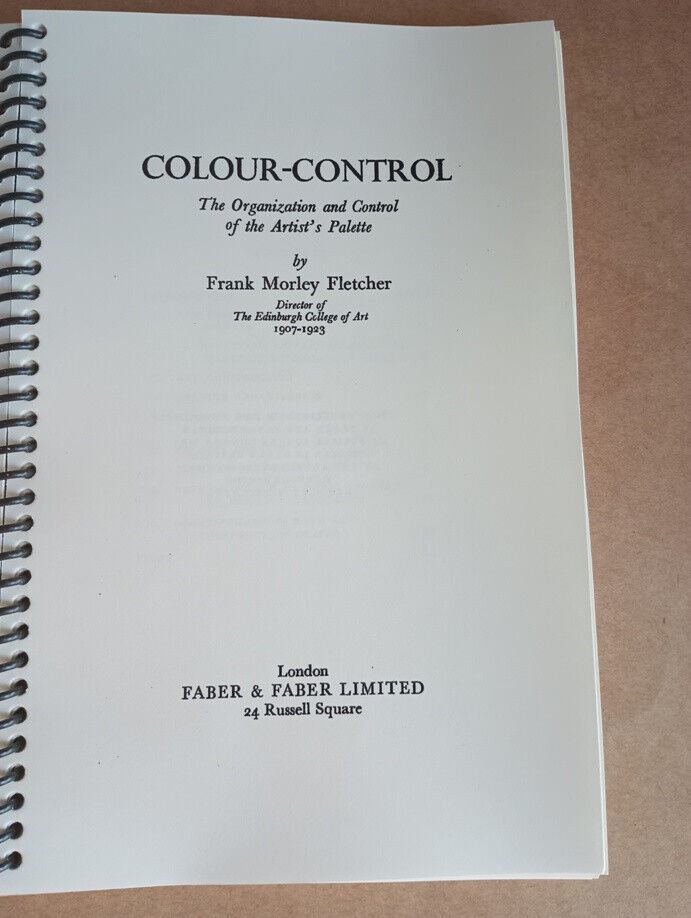 COLOUR-CONTROL
The Organization and Control
of the Artist's Palette
by
Frank Morley Fletcher
Director of
The Edinburgh College of Art
1907-1923
London
FABER & FABER LIMITED
24 Russell Square